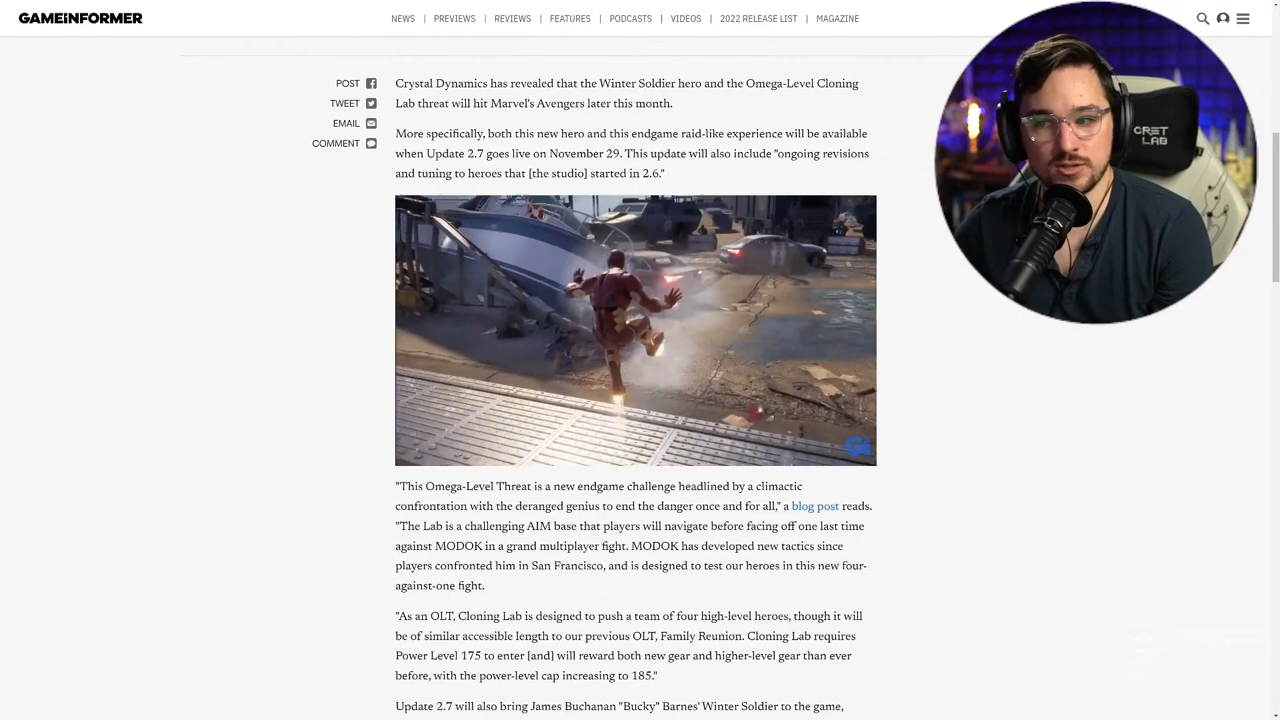 GAMEINFORMER
NEWS | PREVIEWS | REVIEWS | FEATURES | PODCASTS | VIDEOS | 2022 RELEASE LIST | MAGAZINE
POST
TWEET
EMAIL
COMMENT
Crystal Dynamics has revealed that the Winter Soldier hero and the Omega-Level Cloning
Lab threat will hit Marvel's Avengers later this month.
More specifically, both this new hero and this endgame raid-like experience will be available
when Update 2.7 goes live on November 29. This update will also include "ongoing revisions
and tuning to heroes that [the studio] started in 2.6."
"This Omega-Level Threat is a new endgame challenge headlined by a climactic
confrontation with the deranged genius to end the danger once and for all," a blog post reads.
"The Lab is a challenging AIM base that players will navigate before facing off one last time
against MODOK in a grand multiplayer fight. MODOK has developed new tactics since
players confronted him in San Francisco, and is designed to test our heroes in this new four-
against-one fight.
"As an OLT, Cloning Lab is designed to push a team of four high-level heroes, though it will
be of similar accessible length to our previous OLT, Family Reunion. Cloning Lab requires
Power Level 175 to enter [and] will reward both new gear and higher-level gear than ever
before, with the power-level cap increasing to 185."
Update 2.7 will also bring James Buchanan "Bucky" Barnes' Winter Soldier to the game,
LAB